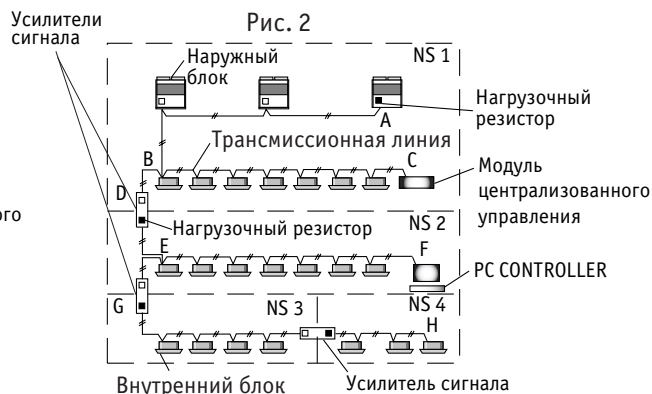 Усилители
сигнала
Рис. 2
NS 1
Наружный
блок
Нагрузочный
резистор
A
Трансмиссионная линия
B
C
Модуль
централизованного
управления
D
ого
NS 2
Нагрузочный резистор
E
F
PC CONTROLLER
G
NS 3
NS 4
H
Внутренний блок
Усилитель сигнала